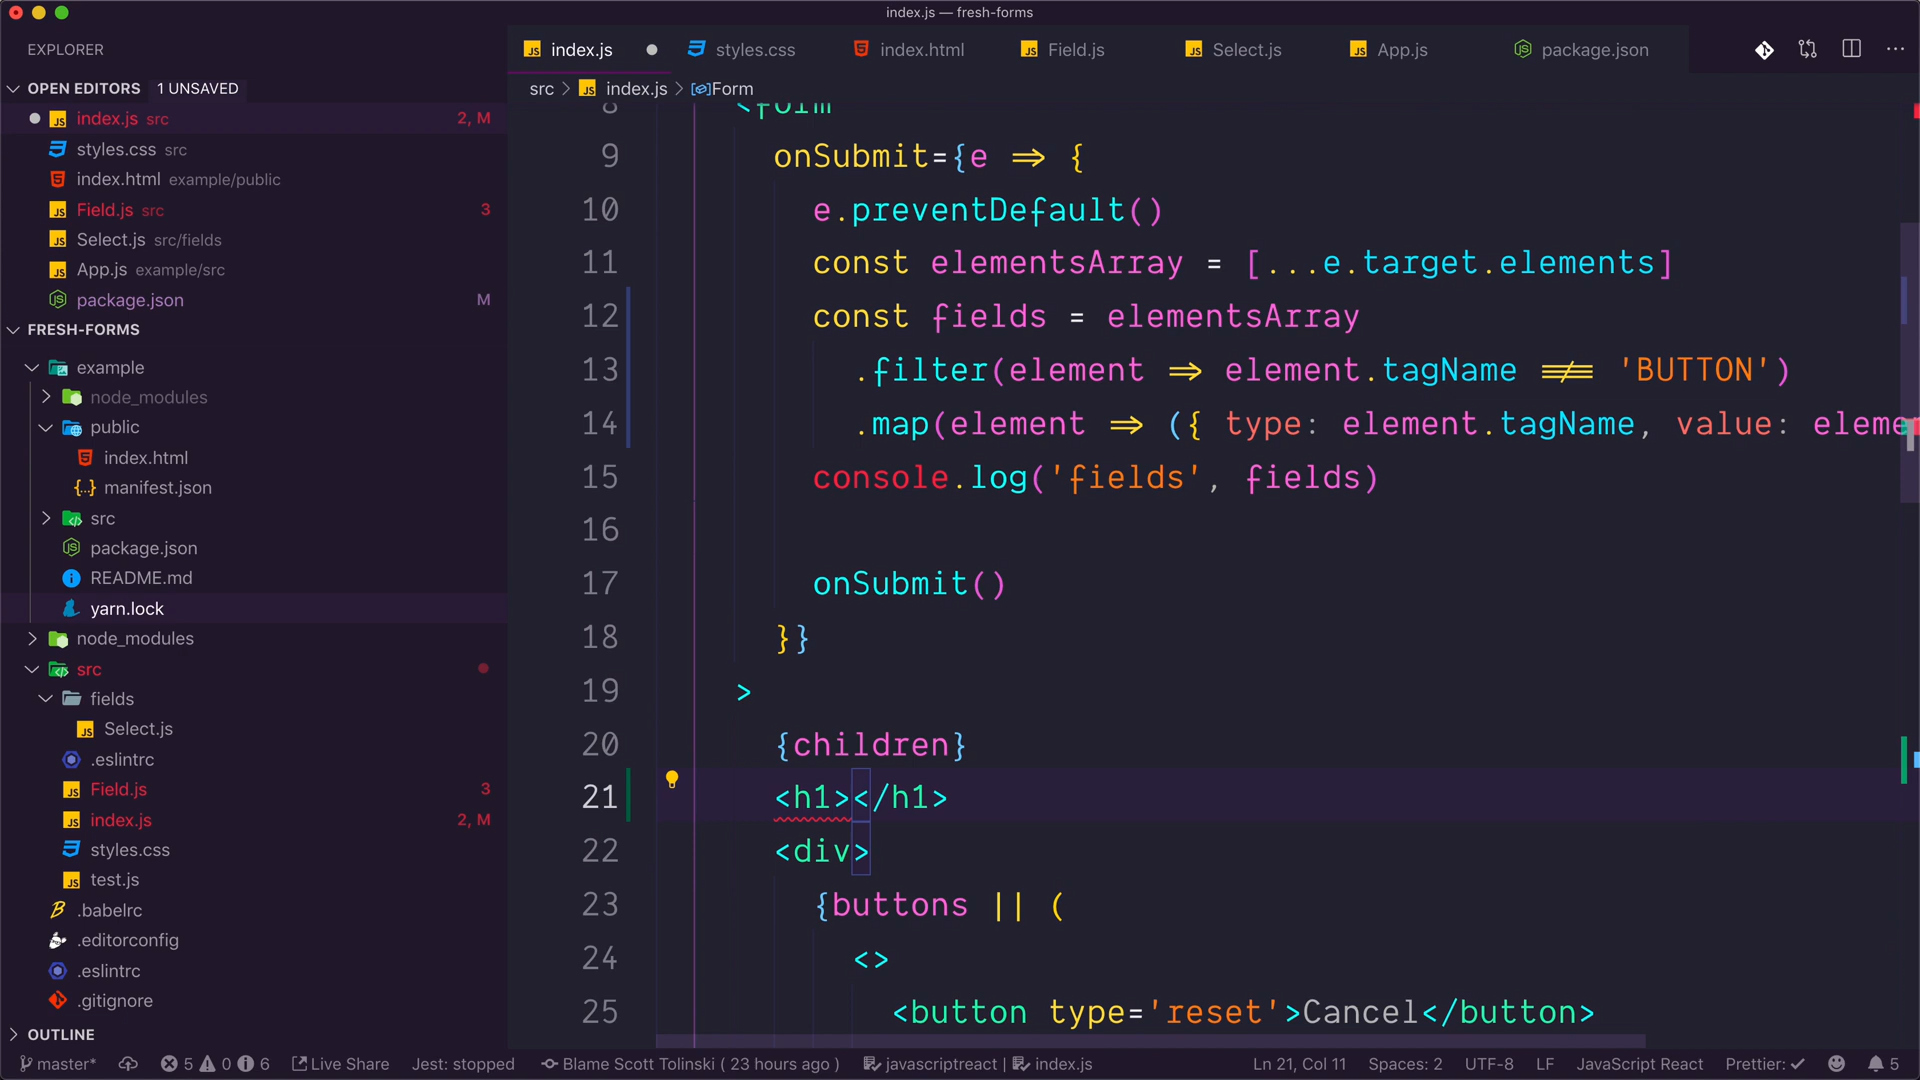 index.js — fresh-forms
EXPLORER
OPEN EDITORS 1 UNSAVED
index.js src 2, M
styles.css src
index.html example/public
Field.js src 3
Select.js src/fields
App.js example/src
package.json M
FRESH-FORMS
example
node_modules
public
index.html
manifest.json
src
package.json
README.md
yarn.lock
node_modules
src
fields
Select.js
.eslintrc
Field.js 3
index.js 2, M
styles.css
test.js
.babelrc
.editorconfig
.eslintrc
.gitignore
OUTLINE
index.js styles.css index.html Field.js Select.js App.js package.json
src > index.js > Form
8 <form
9 onSubmit={e => {
10 e.preventDefault()
11 const elementsArray = [...e.target.elements]
12 const fields = elementsArray
13 .filter(element => element.tagName !== 'BUTTON')
14 .map(element => ({ type: element.tagName, value: eleme
15 console.log('fields', fields)
16
17 onSubmit()
18 }}
19 >
20 {children}
21 <h1></h1>
22 <div>
23 {buttons || (
24 <>
25 <button type='reset'>Cancel</button>
master* 5 0 6 Live Share Jest: stopped Blame Scott Tolinski ( 23 hours ago ) javascriptreact | index.js Ln 21, Col 11 Spaces: 2 UTF-8 LF JavaScript React Prettier: ✓ 5